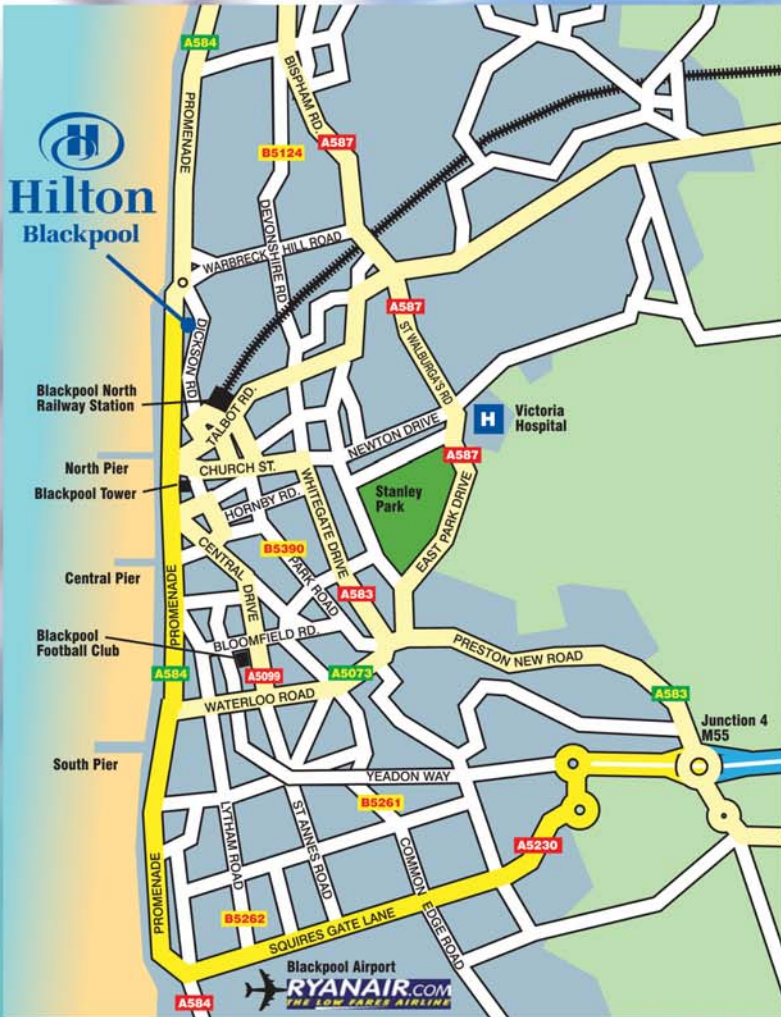 A584
PROMENADE
BISPHAM RD.
A587
B5124
Hilton
Blackpool
DEVONSHIRE RD
WARBRECK HILL ROAD
DICKSON RD
A587
ST WALBURGA'S RD
Blackpool North
Railway Station
TALBOT RD.
H
Victoria
Hospital
NEWTON DRIVE
A587
North Pier
CHURCH ST.
Blackpool Tower
HORNBY RD.
WHITEGATE DRIVE
Stanley
Park
EAST PARK DRIVE
B5390
CENTRAL DRIVE
PARK ROAD
Central Pier
A583
PROMENADE
Blackpool
Football Club
BLOOMFIELD RD.
PRESTON NEW ROAD
A584
A5099
A5073
WATERLOO ROAD
A583
Junction 4
M55
South Pier
YEADON WAY
B5261
LYTHAM ROAD
ST ANNES ROAD
A5230
COMMON EDGE ROAD
PROMENADE
B5262
SQUIRES GATE LANE
Blackpool Airport
RYANAIR.COM
THE LOW FARES AIRLINE
A584